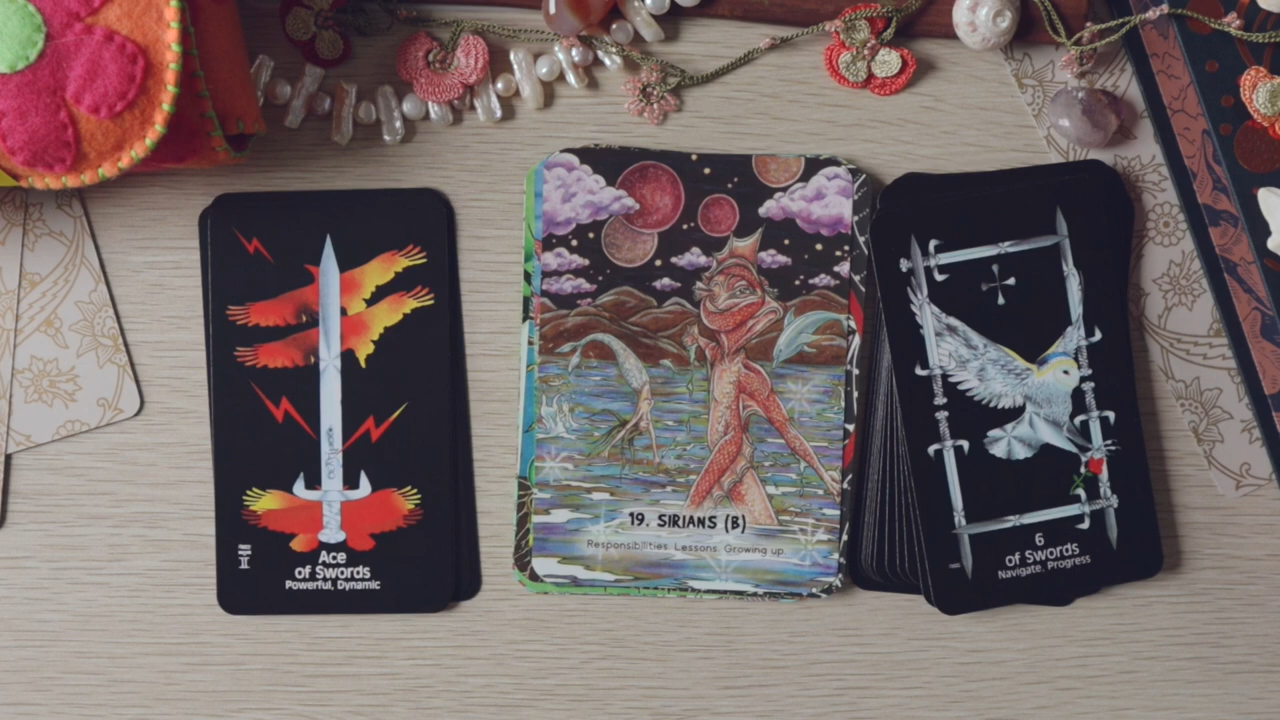 Ace
of Swords
Powerful, Dynamic
19. SIRIANS (B)
Responsibilities. Lessons. Growing up.
6
of Swords
Navigate, Progress